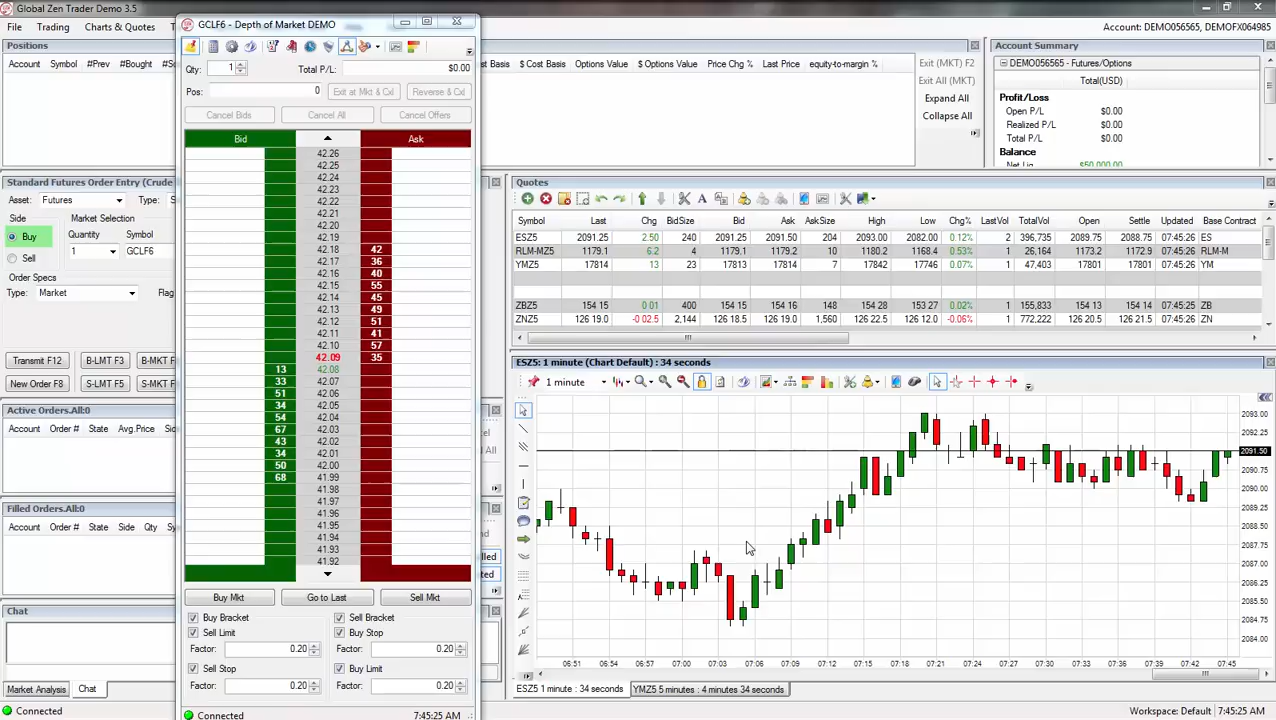 Global Zen Trader Demo 3.5
File Trading Charts & Quotes
Account: DEMO056565, DEMOFX064985
Positions
Account Symbol #Prev #Bought
Cost Basis $ Cost Basis Options Value $ Options Value Price Chg % Last Price equity-to-margin %
Exit (MKT) F2
Exit All (MKT)
Expand All
Collapse All
Account Summary
DEMO056565 - Futures/Options
Total(USD)
Profit/Loss
Open P/L $0.00
Realized P/L $0.00
Total P/L $0.00
Balance
Net Liq $50,000.00
GCLF6 - Depth of Market DEMO
Qty: 1 Total P/L: $0.00
Pos: 0 Exit at Mkt & Cxl Reverse & Cxl
Cancel Bids Cancel All Cancel Offers
Bid Ask
42.26
42.25
42.24
42.23
42.22
42.21
42.20
42.19
42.18 42
42.17 36
42.16 40
42.15 55
42.14 45
42.13 49
42.12 51
42.11 41
42.10 57
42.09 35
13 42.08
33 42.07
51 42.06
34 42.05
54 42.04
67 42.03
43 42.02
34 42.01
50 42.00
68 41.99
41.98
41.97
41.96
41.95
41.94
41.93
41.92
Buy Mkt Go to Last Sell Mkt
Buy Bracket Sell Bracket
Sell Limit Buy Stop
Factor: 0.20 Factor: 0.20
Sell Stop Buy Limit
Factor: 0.20 Factor: 0.20
Connected 7:45:25 AM
Standard Futures Order Entry (Crude
Asset: Futures Type:
Side Market Selection
Buy Quantity Symbol
1 GCLF6
Sell
Order Specs
Type: Market Flag
Transmit F12 B-LMT F3 B-MKT F
New Order F8 S-LMT F5 S-MKT F
Active Orders.All:0
Account Order # State Avg.Price
Filled Orders.All:0
Account Order # State Side Qty
Chat
Market Analysis Chat
Connected
Quotes
Symbol Last Chg BidSize Bid Ask AskSize High Low Chg% LastVol TotalVol Open Settle Updated Base Contract
ESZ5 2091.25 2.50 240 2091.25 2091.50 204 2093.00 2082.00 0.12% 2 396,735 2089.75 2088.75 07:45:26 ES
RLM-MZ5 1179.1 6.2 4 1179.1 1179.2 10 1180.2 1168.4 0.53% 1 26,164 1173.2 1172.9 07:45:26 RLM-M
YMZ5 17814 13 23 17813 17814 7 17842 17746 0.07% 1 47,403 17801 17801 07:45:26 YM
ZBZ5 154 15 0 01 400 154 15 154 16 148 154 28 153 27 0.02% 1 155,833 154 13 154 14 07:45:26 ZB
ZNZ5 126 19.0 -0 02.5 2,144 126 18.5 126 19.0 1,560 126 22.5 126 12.0 -0.06% 1 772,222 126 20.5 126 21.5 07:45:26 ZN
ESZ5: 1 minute (Chart Default) : 34 seconds
1 minute
2093.00
2092.25
2091.50
2090.75
2090.00
2089.25
2088.50
2087.75
2087.00
2086.25
2085.50
2084.75
2084.00
06:51 06:54 06:57 07:00 07:03 07:06 07:09 07:12 07:15 07:18 07:21 07:24 07:27 07:30 07:33 07:36 07:39 07:42 07:45
ESZ5 1 minute : 34 seconds YMZ5 5 minutes : 4 minutes 34 seconds
Workspace: Default 7:45:25 AM